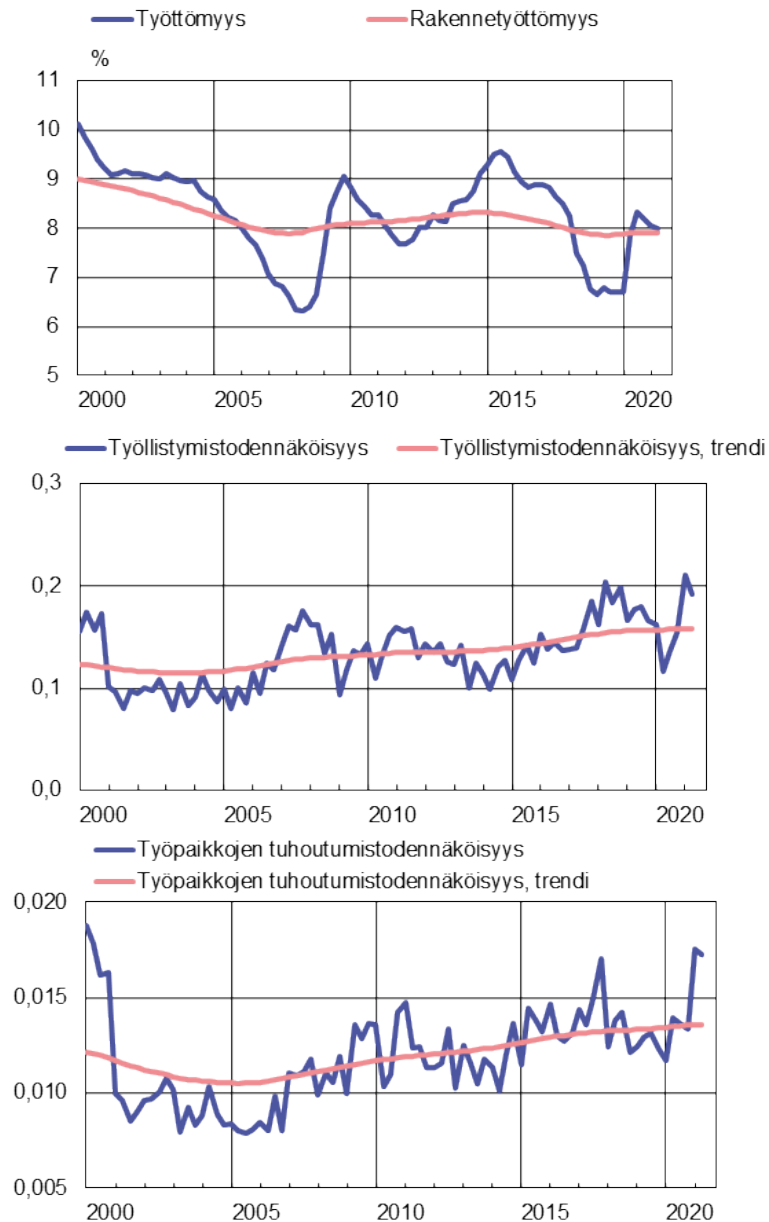 Työttömyys Rakennetyöttömyys
%
11
10
9
8
7
6
5
2000 2005 2010 2015 2020
Työllistymistodennäköisyys Työllistymistodennäköisyys, trendi
0,3
0,2
0,1
0,0
2000 2005 2010 2015 2020
Työpaikkojen tuhoutumistodennäköisyys
Työpaikkojen tuhoutumistodennäköisyys, trendi
0,020
0,015
0,010
0,005
2000 2005 2010 2015 2020